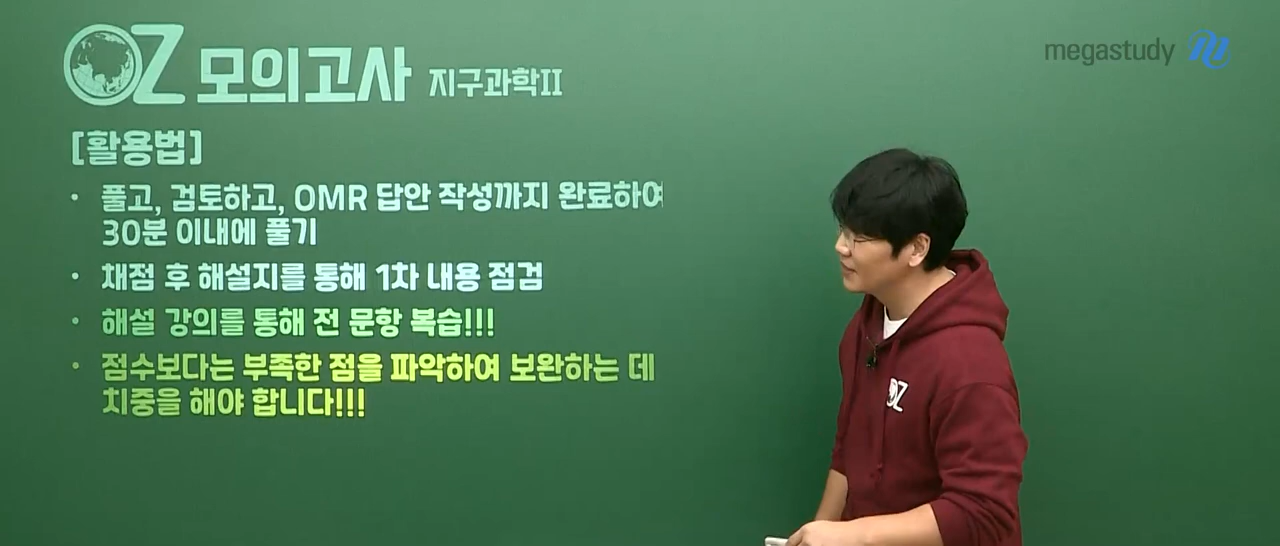 OZ 모의고사 지구과학II
megastudy
[활용법]
• 풀고, 검토하고, OMR 답안 작성까지 완료하여
30분 이내에 풀기
• 채점 후 해설지를 통해 1차 내용 점검
• 해설 강의를 통해 전 문항 복습!!!
• 점수보다는 부족한 점을 파악하여 보완하는 데
치중을 해야 합니다!!!
OZ